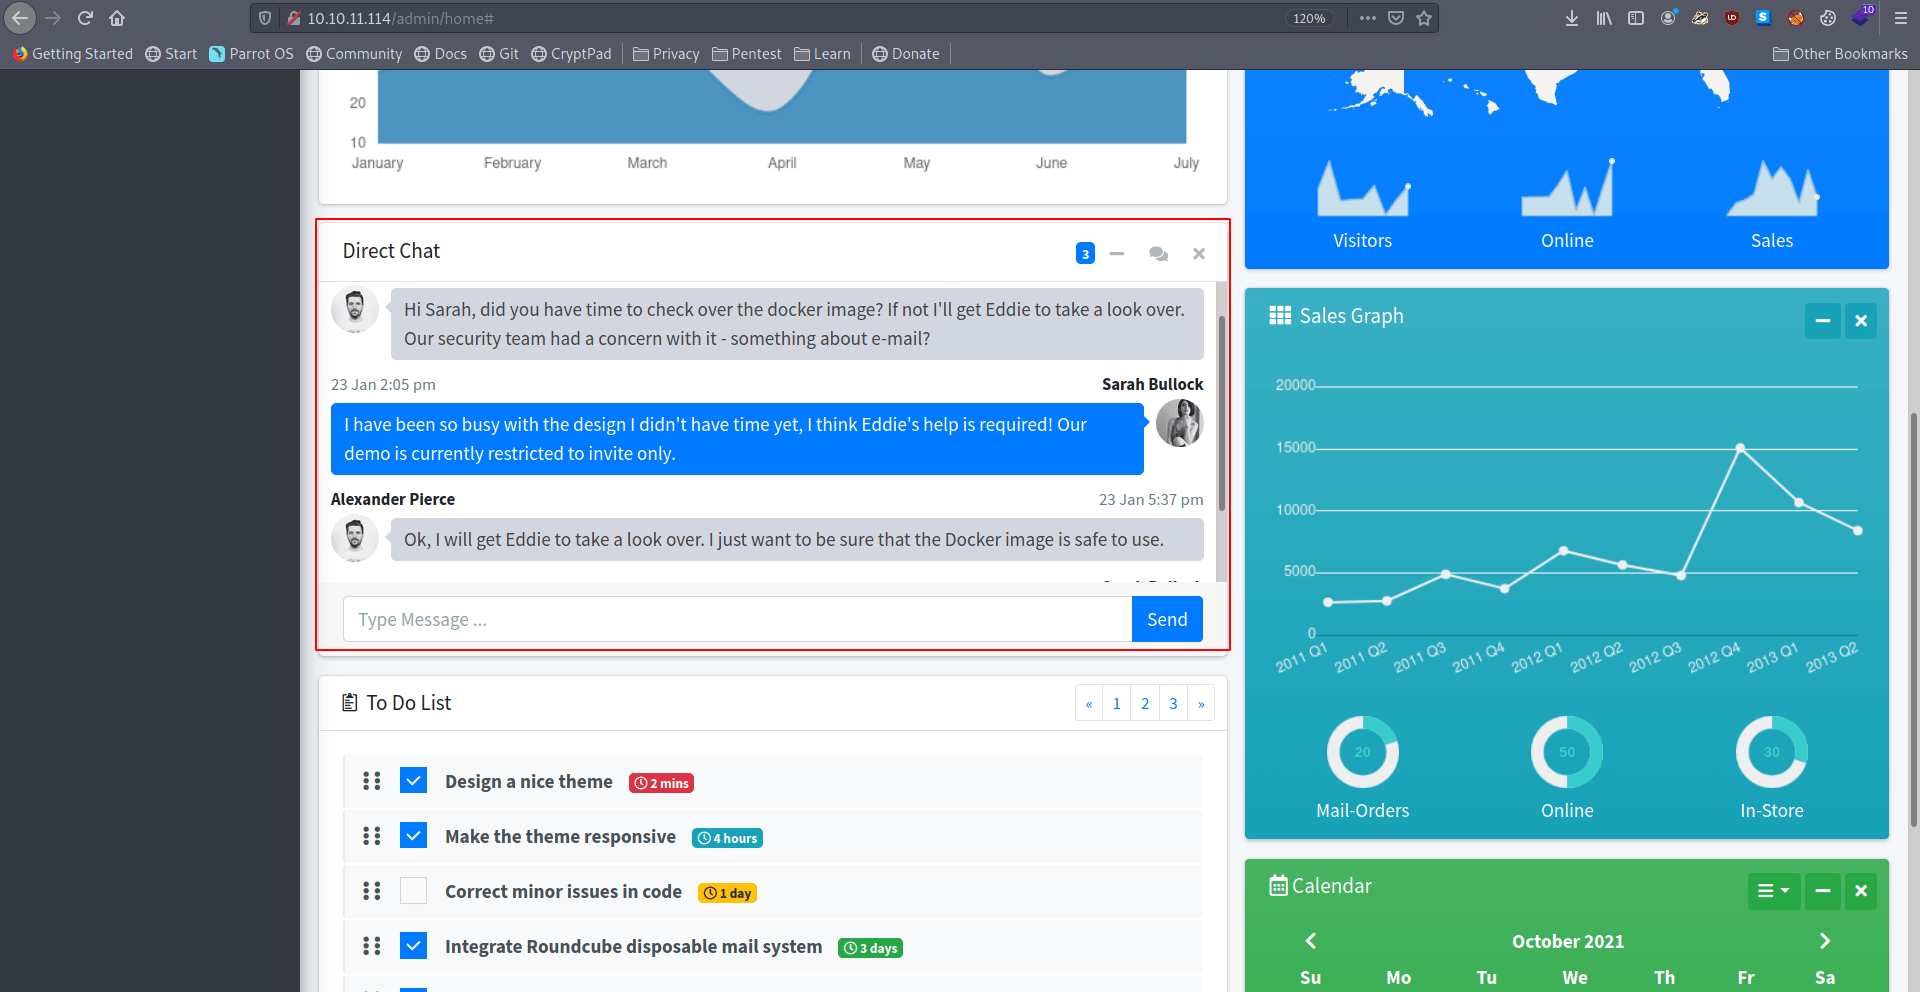 10.10.11.114/admin/home#
120%
10
Getting Started Start Parrot OS Community Docs Git CryptPad Privacy Pentest Learn Donate Other Bookmarks
20
10
January February March April May June July
Direct Chat
3
Hi Sarah, did you have time to check over the docker image? If not I'll get Eddie to take a look over.
Our security team had a concern with it - something about e-mail?
23 Jan 2:05 pm Sarah Bullock
I have been so busy with the design I didn't have time yet, I think Eddie's help is required! Our
demo is currently restricted to invite only.
Alexander Pierce 23 Jan 5:37 pm
Ok, I will get Eddie to take a look over. I just want to be sure that the Docker image is safe to use.
Type Message ... Send
To Do List
« 1 2 3 »
Design a nice theme 2 mins
Make the theme responsive 4 hours
Correct minor issues in code 1 day
Integrate Roundcube disposable mail system 3 days
Visitors Online Sales
Sales Graph
20000
15000
10000
5000
0
2011 Q1 2011 Q2 2011 Q3 2011 Q4 2012 Q1 2012 Q2 2012 Q3 2012 Q4 2013 Q1 2013 Q2
20 50 30
Mail-Orders Online In-Store
Calendar
October 2021
Su Mo Tu We Th Fr Sa